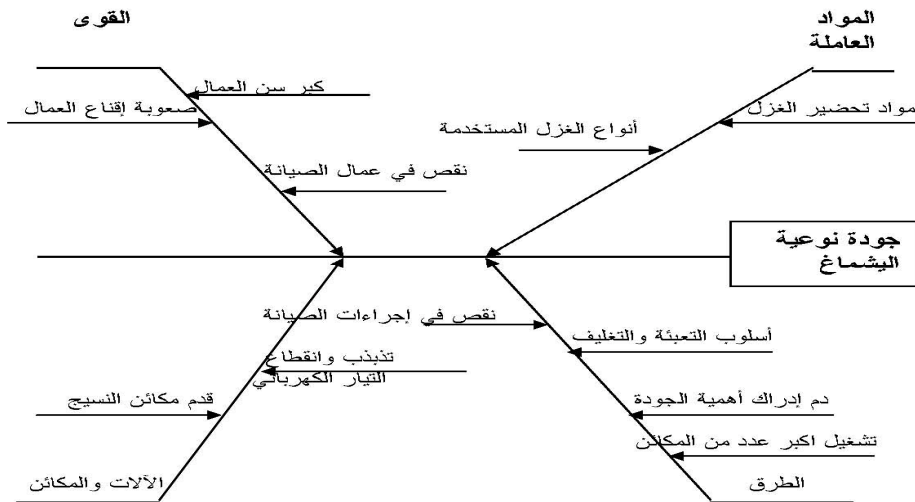 المواد
العاملة
القوى
كبر سن العمال
صعوبة إقناع العمال
نقص في عمال الصيانة
مواد تحضير الغزل
أنواع الغزل المستخدمة
جودة نوعية
اليشماغ
نقص في إجراءات الصيانة
أسلوب التعبئة والتغليف
دم إدراك أهمية الجودة
تشغيل اكبر عدد من المكائن
الطرق
تذبذب وانقطاع
التيار الكهربائي
قدم مكائن النسيج
الآلات والمكائن